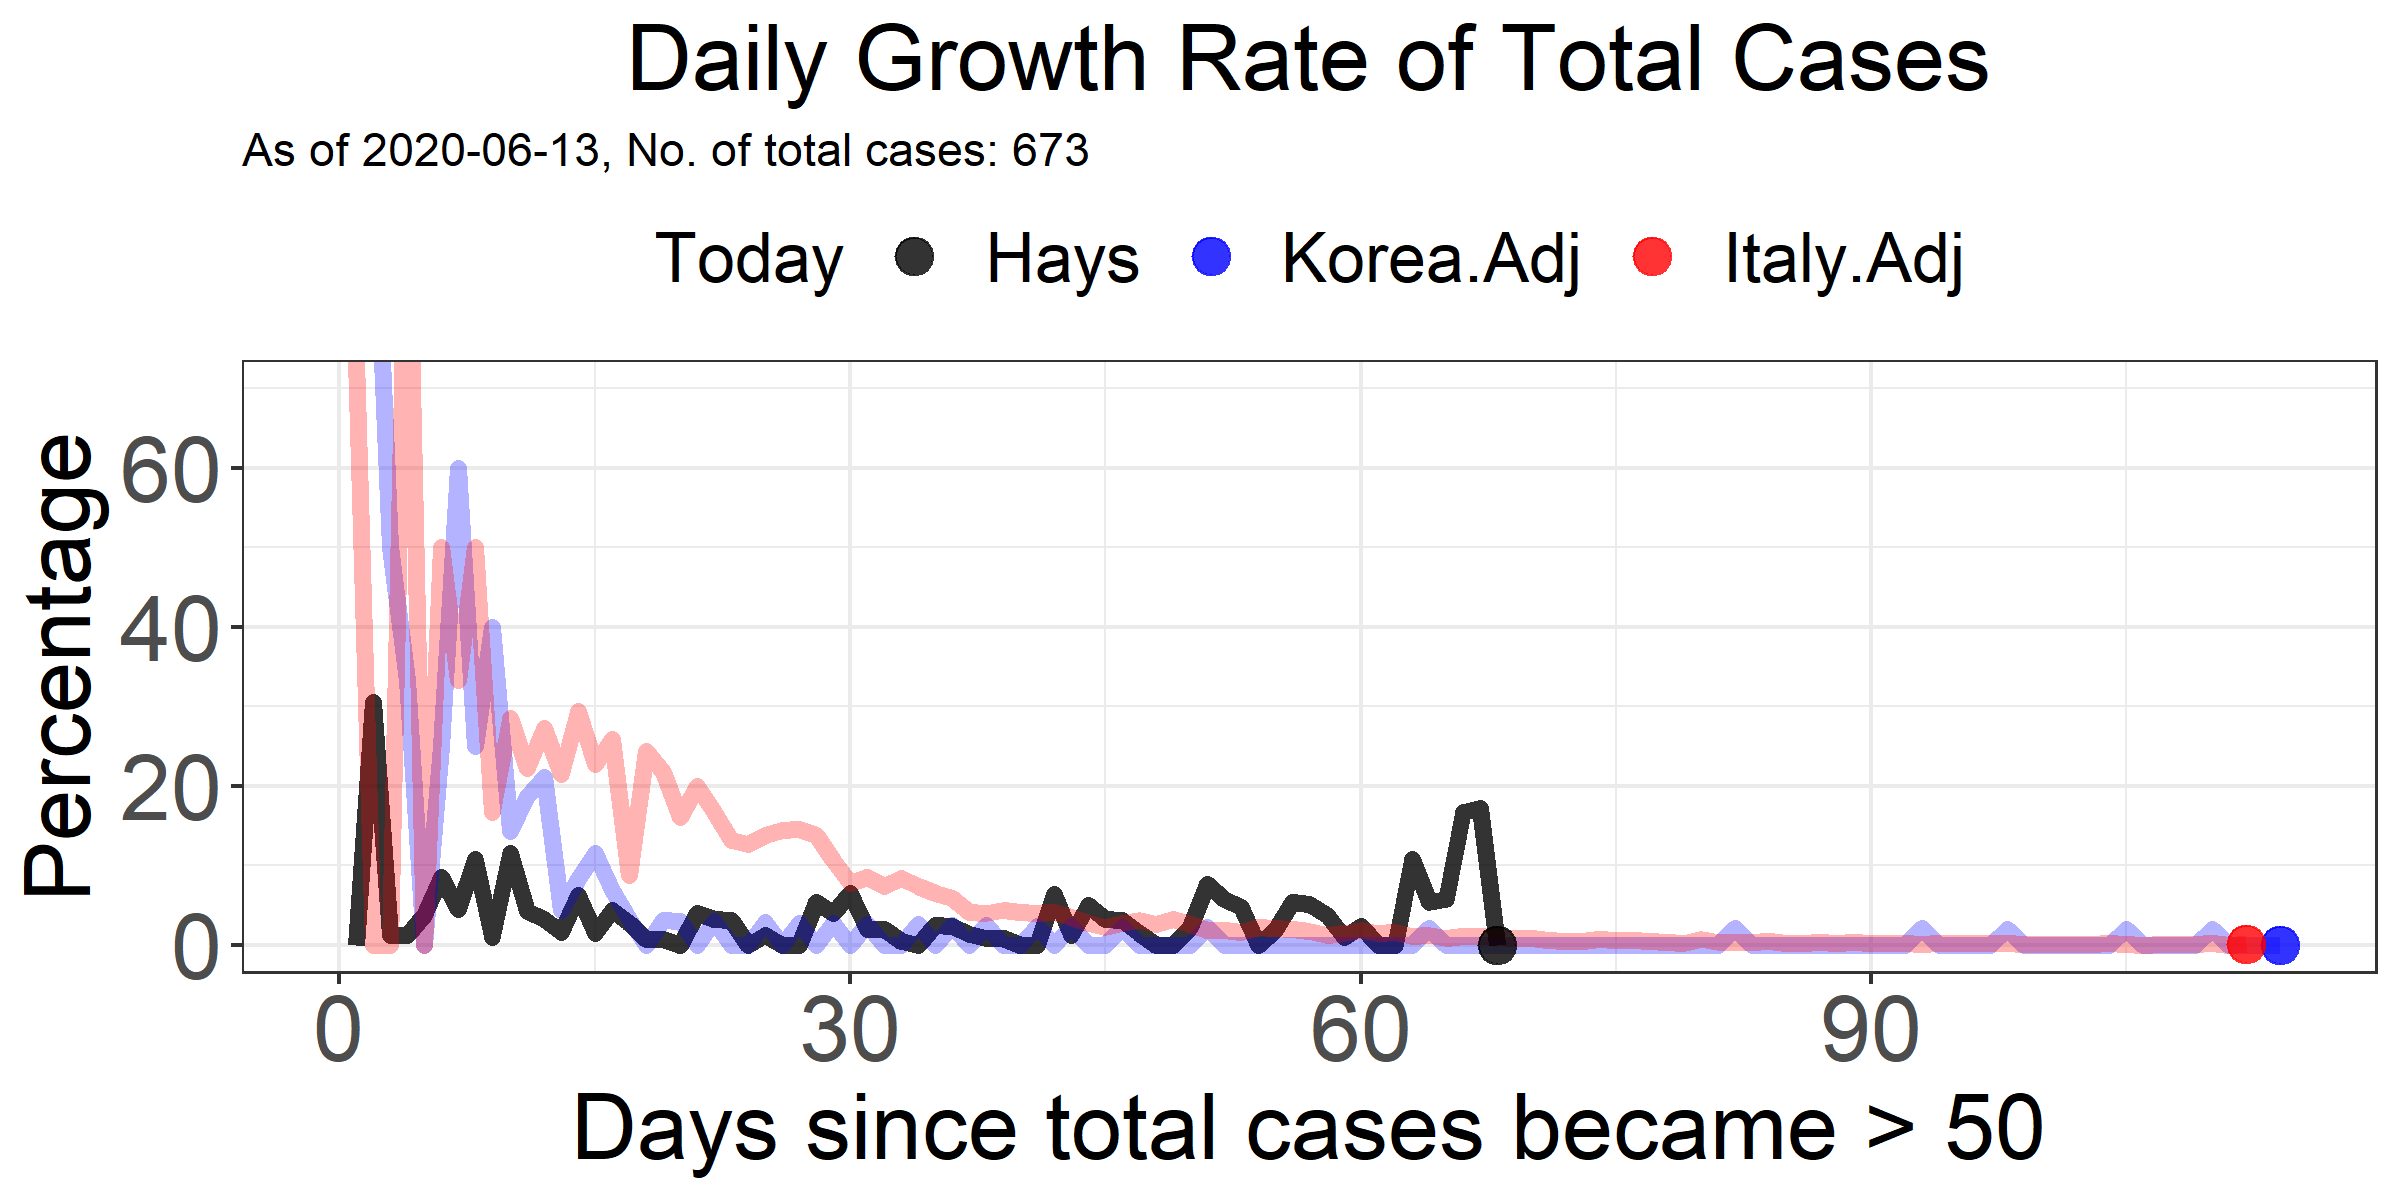 Daily Growth Rate of Total Cases
As of 2020-06-13, No. of total cases: 673
Today Hays Korea.Adj Italy.Adj
Percentage
60
40
20
0
0 30 60 90
Days since total cases became > 50